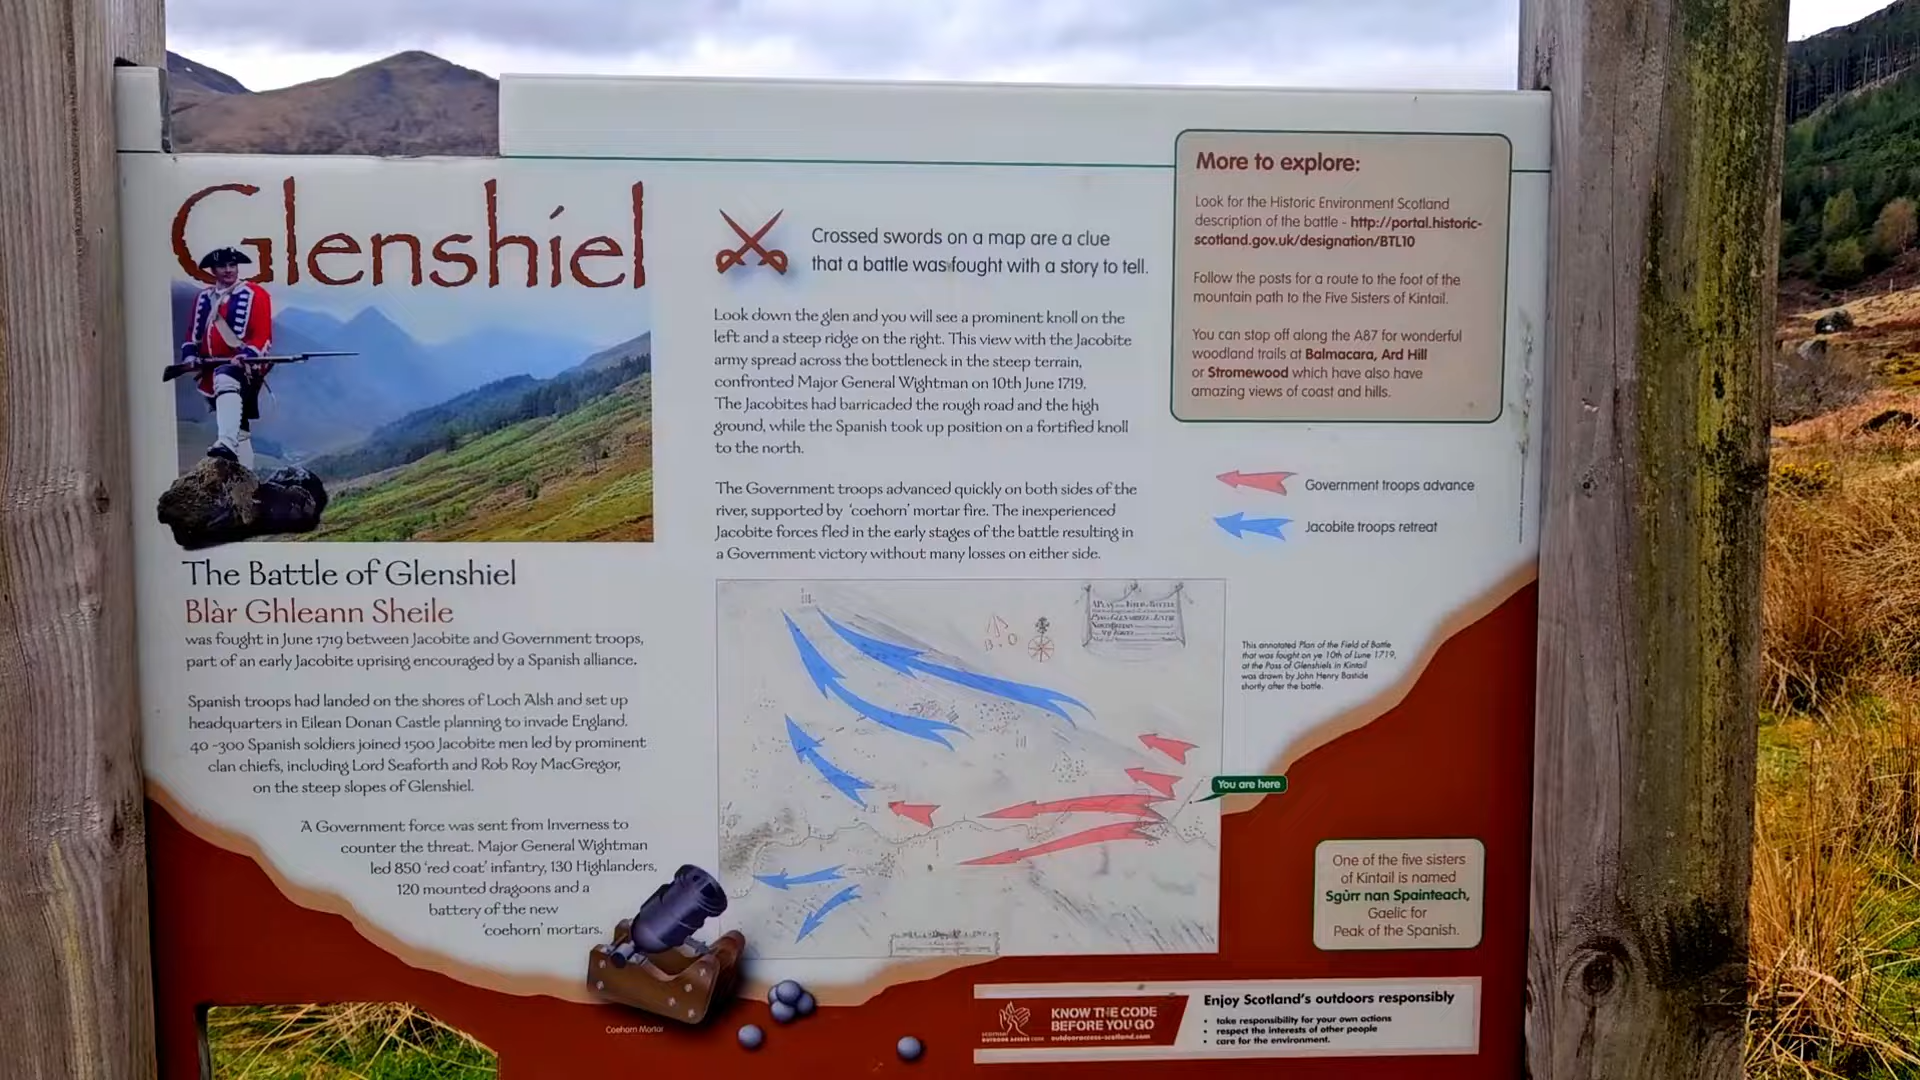 Glenshiel
The Battle of Glenshiel
Blàr Ghleann Sheile
was fought in June 1719 between Jacobite and Government troops,
part of an early Jacobite uprising encouraged by a Spanish alliance.
Spanish troops had landed on the shores of Loch Alsh and set up
headquarters in Eilean Donan Castle planning to invade England.
40 -300 Spanish soldiers joined 1500 Jacobite men led by prominent
clan chiefs, including Lord Seaforth and Rob Roy MacGregor,
on the steep slopes of Glenshiel.
A Government force was sent from Inverness to
counter the threat. Major General Wightman
led 850 'red coat' infantry, 130 Highlanders,
120 mounted dragoons and a
battery of the new
'coehorn' mortars.
Coehorn Mortar
Crossed swords on a map are a clue
that a battle was fought with a story to tell.
Look down the glen and you will see a prominent knoll on the
left and a steep ridge on the right. This view with the Jacobite
army spread across the bottleneck in the steep terrain,
confronted Major General Wightman on 10th June 1719.
The Jacobites had barricaded the rough road and the high
ground, while the Spanish took up position on a fortified knoll
to the north.
The Government troops advanced quickly on both sides of the
river, supported by 'coehorn' mortar fire. The inexperienced
Jacobite forces fled in the early stages of the battle resulting in
a Government victory without many losses on either side.
You are here
More to explore:
Look for the Historic Environment Scotland
description of the battle - http://portal.historic-
scotland.gov.uk/designation/BTL10
Follow the posts for a route to the foot of the
mountain path to the Five Sisters of Kintail.
You can stop off along the A87 for wonderful
woodland trails at Balmacara, Ard Hill
or Stromewood which have also have
amazing views of coast and hills.
Government troops advance
Jacobite troops retreat
This annotated Plan of the Field of Battle
that was fought on ye 10th of June 1719,
at the Pass of Glenshiels in Kintail
was drawn by John Henry Bastide
shortly after the battle.
One of the five sisters
of Kintail is named
Sgùrr nan Spainteach,
Gaelic for
Peak of the Spanish.
SCOTTISH
OUTDOOR ACCESS CODE
KNOW THE CODE
BEFORE YOU GO
outdooraccess-scotland.com
Enjoy Scotland's outdoors responsibly
• take responsibility for your own actions
• respect the interests of other people
• care for the environment.